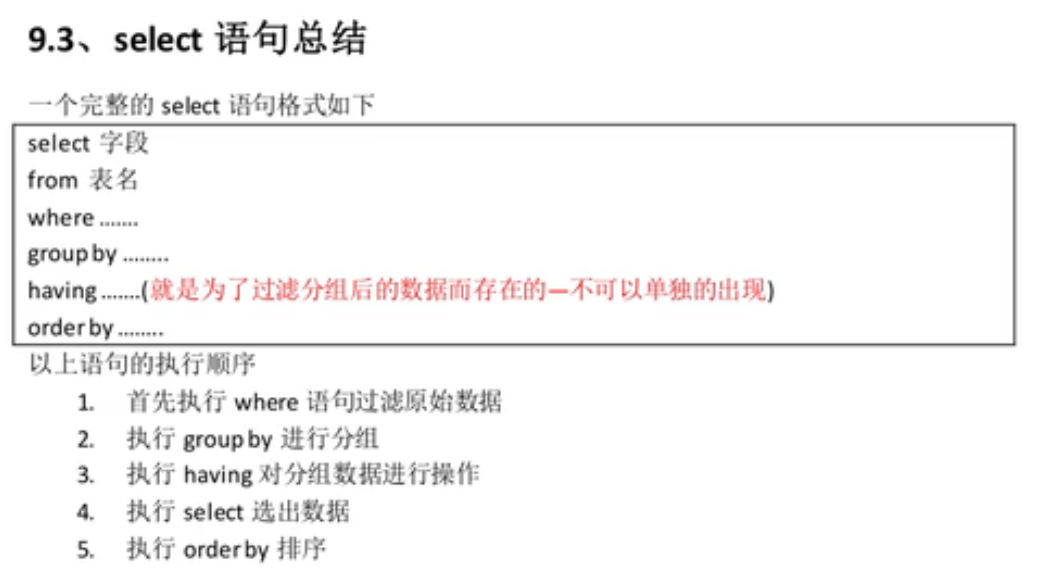 9.3、select 语句总结
一个完整的 select 语句格式如下
select 字段
from 表名
where .......
group by ........
having .......(就是为了过滤分组后的数据而存在的—不可以单独的出现)
order by ........
以上语句的执行顺序
1. 首先执行 where 语句过滤原始数据
2. 执行 group by 进行分组
3. 执行 having 对分组数据进行操作
4. 执行 select 选出数据
5. 执行 order by 排序